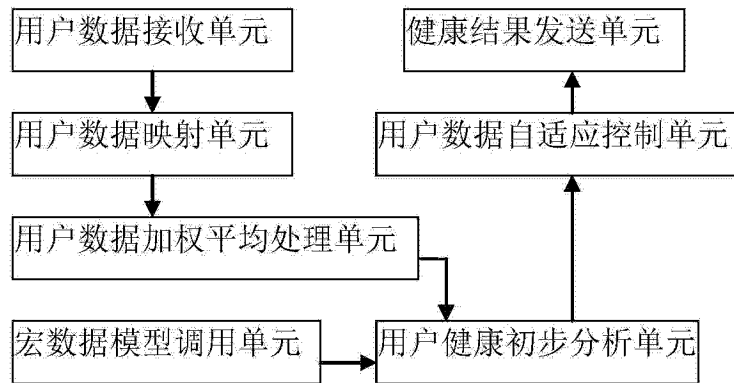 用户数据接收单元
用户数据映射单元
用户数据加权平均处理单元
宏数据模型调用单元
用户健康初步分析单元
用户数据自适应控制单元
健康结果发送单元